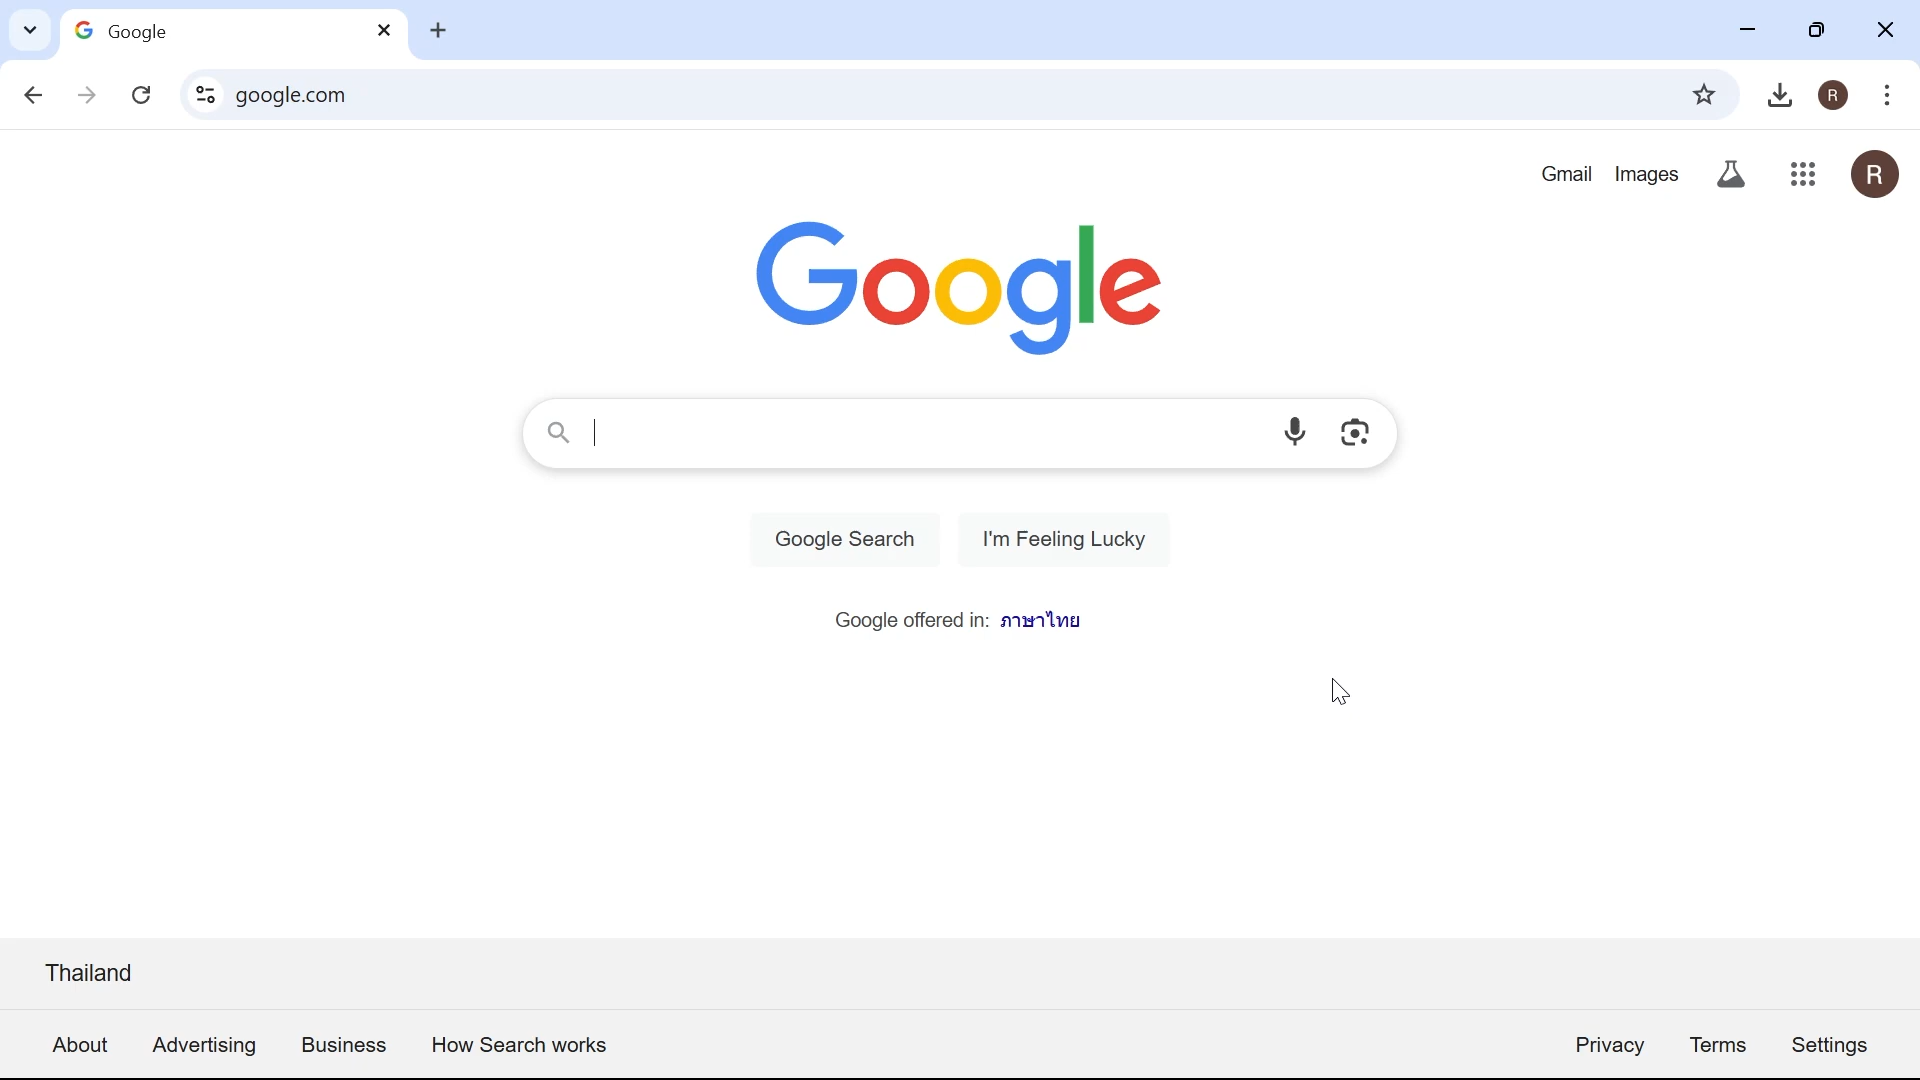 Google
google.com
R
Gmail Images R
Google
Google Search I'm Feeling Lucky
Google offered in: ภาษาไทย
Thailand
About Advertising Business How Search works Privacy Terms Settings